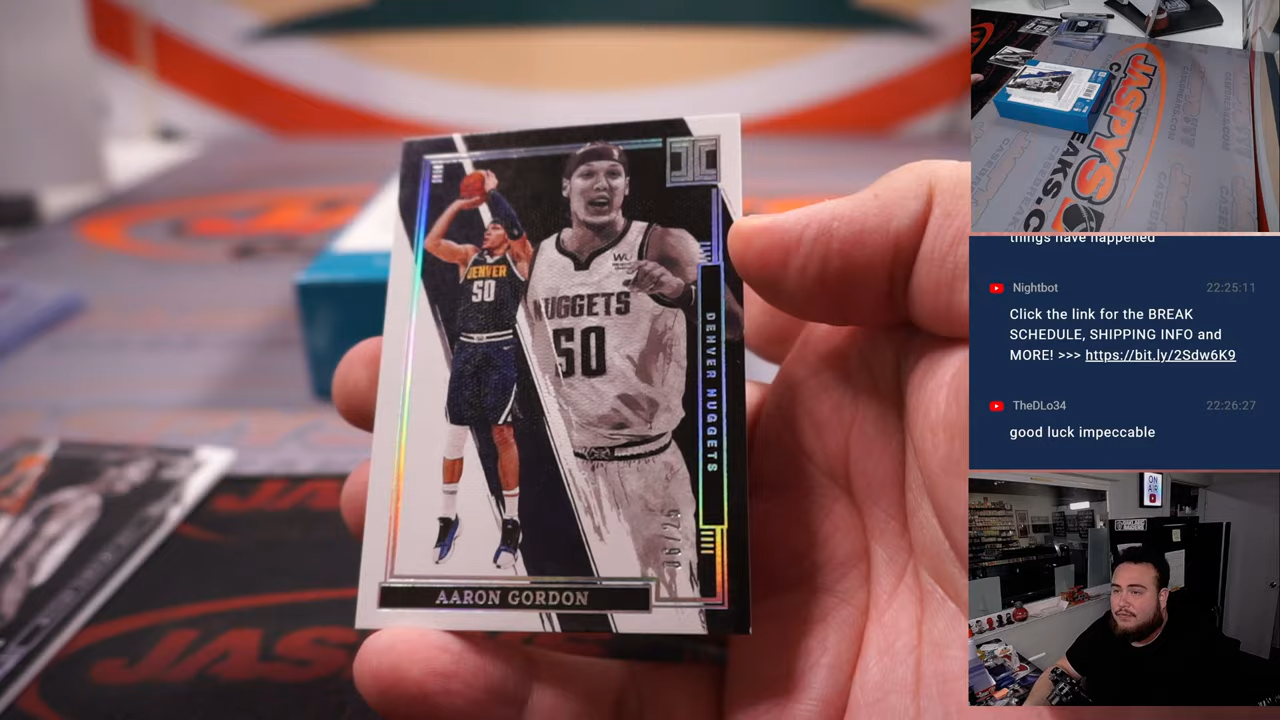 DENVER
50
WU
NUGGETS
50
DENVER NUGGETS
AARON GORDON
JASPYS
JAS
things have happened
Nightbot
22:25:11
Click the link for the BREAK
SCHEDULE, SHIPPING INFO and
MORE! >>> https://bit.ly/2Sdw6K9
TheDLo34
22:26:27
good luck impeccable
ON
AIR